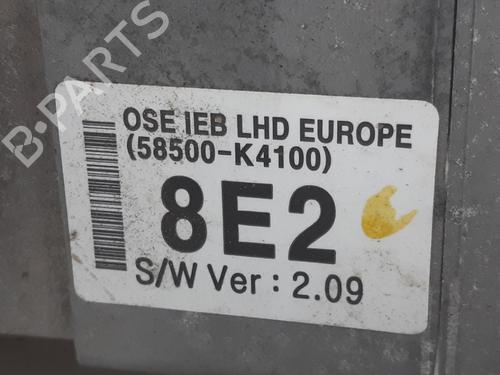 B-PARTS
OSE IEB LHD EUROPE
(58500-K4100)
8E2
S/W Ver : 2.09